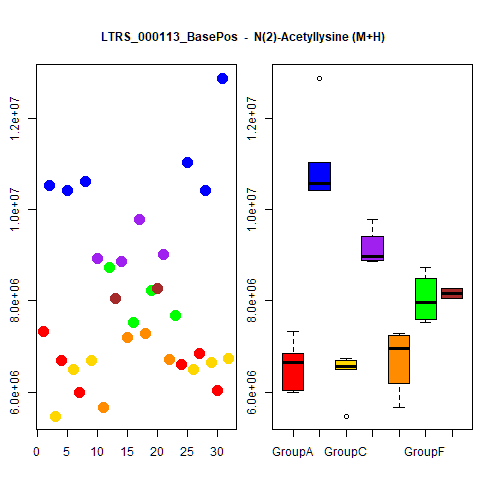 LTRS_000113_BasePos - N(2)-Acetyllysine (M+H)
1.2e+07
1.0e+07
8.0e+06
6.0e+06
0 5 10 15 20 25 30
1.2e+07
1.0e+07
8.0e+06
6.0e+06
GroupA GroupC GroupF